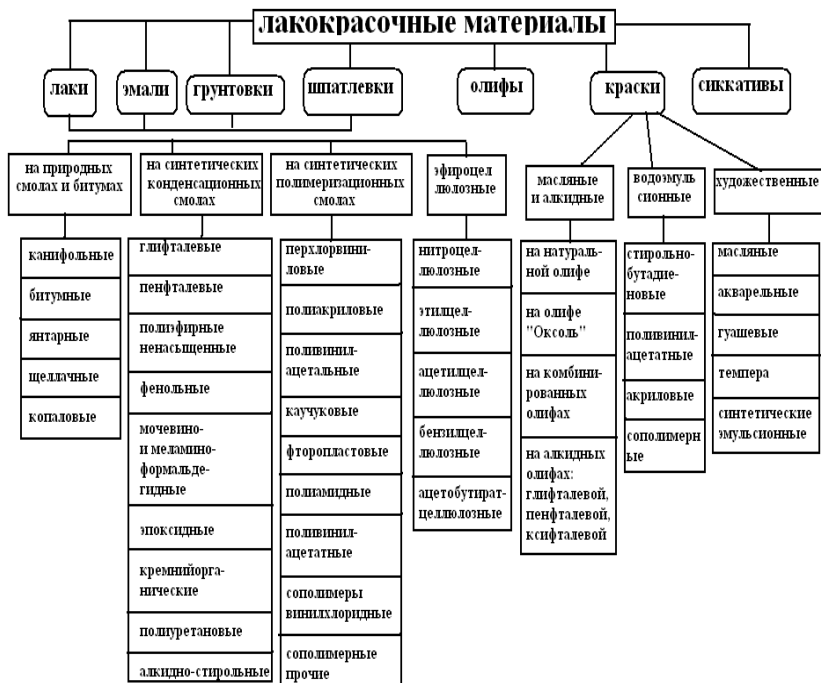 лакокрасочные материалы
лаки
эмали
грунтовки
шпатлевки
олифы
краски
сиккативы
на природных
смолах и битумах
на синтетических
конденсационных
смолах
на синтетических
полимеризационных
смолах
эфироцел
люлозные
масляные
и алкидные
водоэмуль
сионные
художественные
канифольные
битумные
янтарные
щеллачные
копаловые
глифталевые
пенфталевые
полиэфирные
ненасыщенные
фенольные
мочевино-
и меламино-
формальде-
гидные
эпоксидные
кремнийорга-
нические
полиуретановые
алкидно-стирольные
перхлорвини-
ловые
полиакриловые
поливинил-
ацетальные
каучуковые
фторопластовые
полиамидные
поливинил-
ацетатные
сополимеры
винилхлоридные
сополимерные
прочие
нитроцел-
люлозные
этилцел-
люлозные
ацетилцел-
люлозные
бензилцел-
люлозные
ацетобутират-
целлюлозные
на натураль-
ной олифе
на олифе
"Оксоль"
на комбини-
рованных
олифах
на алкидных
олифах:
глифталевой,
пенфталевой,
ксифталевой
стирольно-
бутадие-
новые
поливинил-
ацетатные
акриловые
сополимерн
ые
масляные
акварельные
гуашевые
темпера
синтетические
эмульсионные